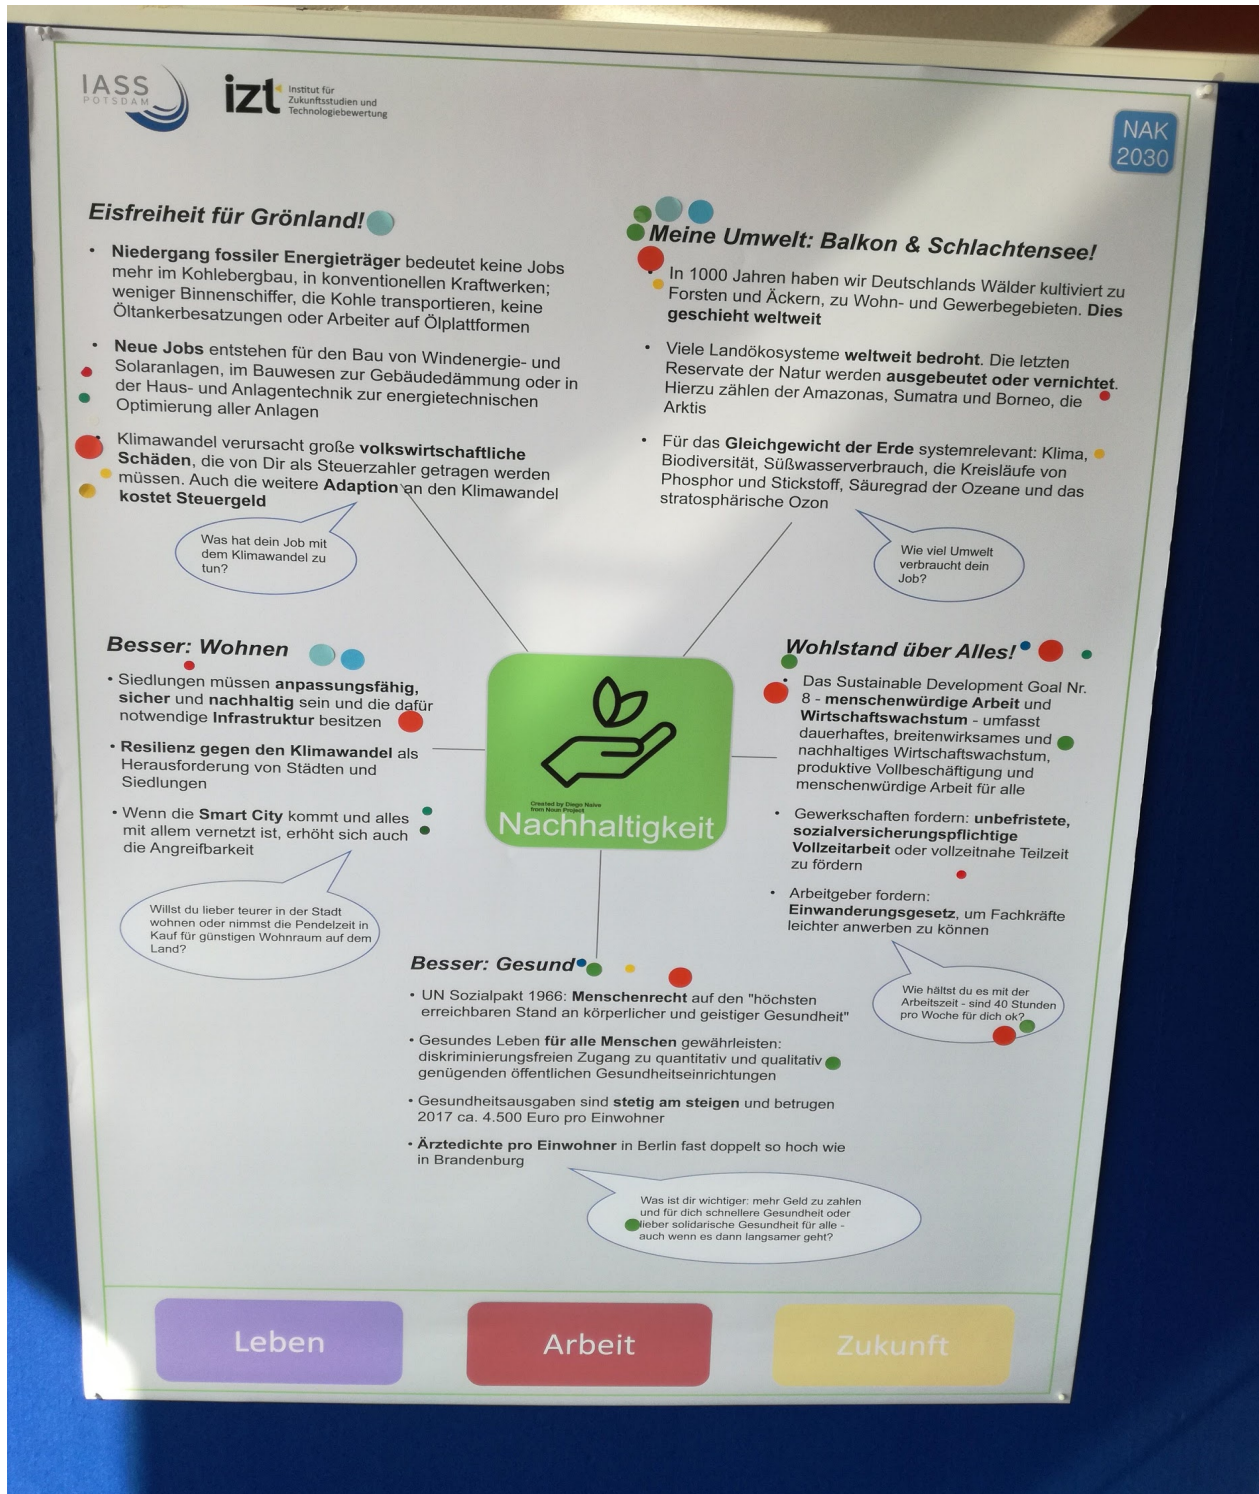 IASS
POTSDAM
izt
Institut für
Zukunftsstudien und
Technologiebewertung
NAK
2030
Eisfreiheit für Grönland!
• Niedergang fossiler Energieträger bedeutet keine Jobs
mehr im Kohlebergbau, in konventionellen Kraftwerken;
weniger Binnenschiffer, die Kohle transportieren, keine
Öltankerbesatzungen oder Arbeiter auf Ölplattformen
• Neue Jobs entstehen für den Bau von Windenergie- und
Solaranlagen, im Bauwesen zur Gebäudedämmung oder in
der Haus- und Anlagentechnik zur energietechnischen
Optimierung aller Anlagen
Klimawandel verursacht große volkswirtschaftliche
Schäden, die von Dir als Steuerzahler getragen werden
müssen. Auch die weitere Adaption an den Klimawandel
kostet Steuergeld
Was hat dein Job mit
dem Klimawandel zu
tun?
Meine Umwelt: Balkon & Schlachtensee!
• In 1000 Jahren haben wir Deutschlands Wälder kultiviert zu
Forsten und Äckern, zu Wohn- und Gewerbegebieten. Dies
geschieht weltweit
• Viele Landökosysteme weltweit bedroht. Die letzten
Reservate der Natur werden ausgebeutet oder vernichtet.
Hierzu zählen der Amazonas, Sumatra und Borneo, die
Arktis
• Für das Gleichgewicht der Erde systemrelevant: Klima,
Biodiversität, Süßwasserverbrauch, die Kreisläufe von
Phosphor und Stickstoff, Säuregrad der Ozeane und das
stratosphärische Ozon
Wie viel Umwelt
verbraucht dein
Job?
Besser: Wohnen
• Siedlungen müssen anpassungsfähig,
sicher und nachhaltig sein und die dafür
notwendige Infrastruktur besitzen
• Resilienz gegen den Klimawandel als
Herausforderung von Städten und
Siedlungen
• Wenn die Smart City kommt und alles
mit allem vernetzt ist, erhöht sich auch
die Angreifbarkeit
Willst du lieber teurer in der Stadt
wohnen oder nimmst die Pendelzeit in
Kauf für günstigen Wohnraum auf dem
Land?
Created by Diego Naive
from Noun Project
Nachhaltigkeit
Wohlstand über Alles!
• Das Sustainable Development Goal Nr.
8 - menschenwürdige Arbeit und
Wirtschaftswachstum - umfasst
dauerhaftes, breitenwirksames und
nachhaltiges Wirtschaftswachstum,
produktive Vollbeschäftigung und
menschenwürdige Arbeit für alle
• Gewerkschaften fordern: unbefristete,
sozialversicherungspflichtige
Vollzeitarbeit oder vollzeitnahe Teilzeit
zu fördern
• Arbeitgeber fordern:
Einwanderungsgesetz, um Fachkräfte
leichter anwerben zu können
Wie hältst du es mit der
Arbeitszeit - sind 40 Stunden
pro Woche für dich ok?
Besser: Gesund
• UN Sozialpakt 1966: Menschenrecht auf den "höchsten
erreichbaren Stand an körperlicher und geistiger Gesundheit"
• Gesundes Leben für alle Menschen gewährleisten:
diskriminierungsfreien Zugang zu quantitativ und qualitativ
genügenden öffentlichen Gesundheitseinrichtungen
• Gesundheitsausgaben sind stetig am steigen und betrugen
2017 ca. 4.500 Euro pro Einwohner
• Ärztedichte pro Einwohner in Berlin fast doppelt so hoch wie
in Brandenburg
Was ist dir wichtiger: mehr Geld zu zahlen
und für dich schnellere Gesundheit oder
lieber solidarische Gesundheit für alle -
auch wenn es dann langsamer geht?
Leben
Arbeit
Zukunft